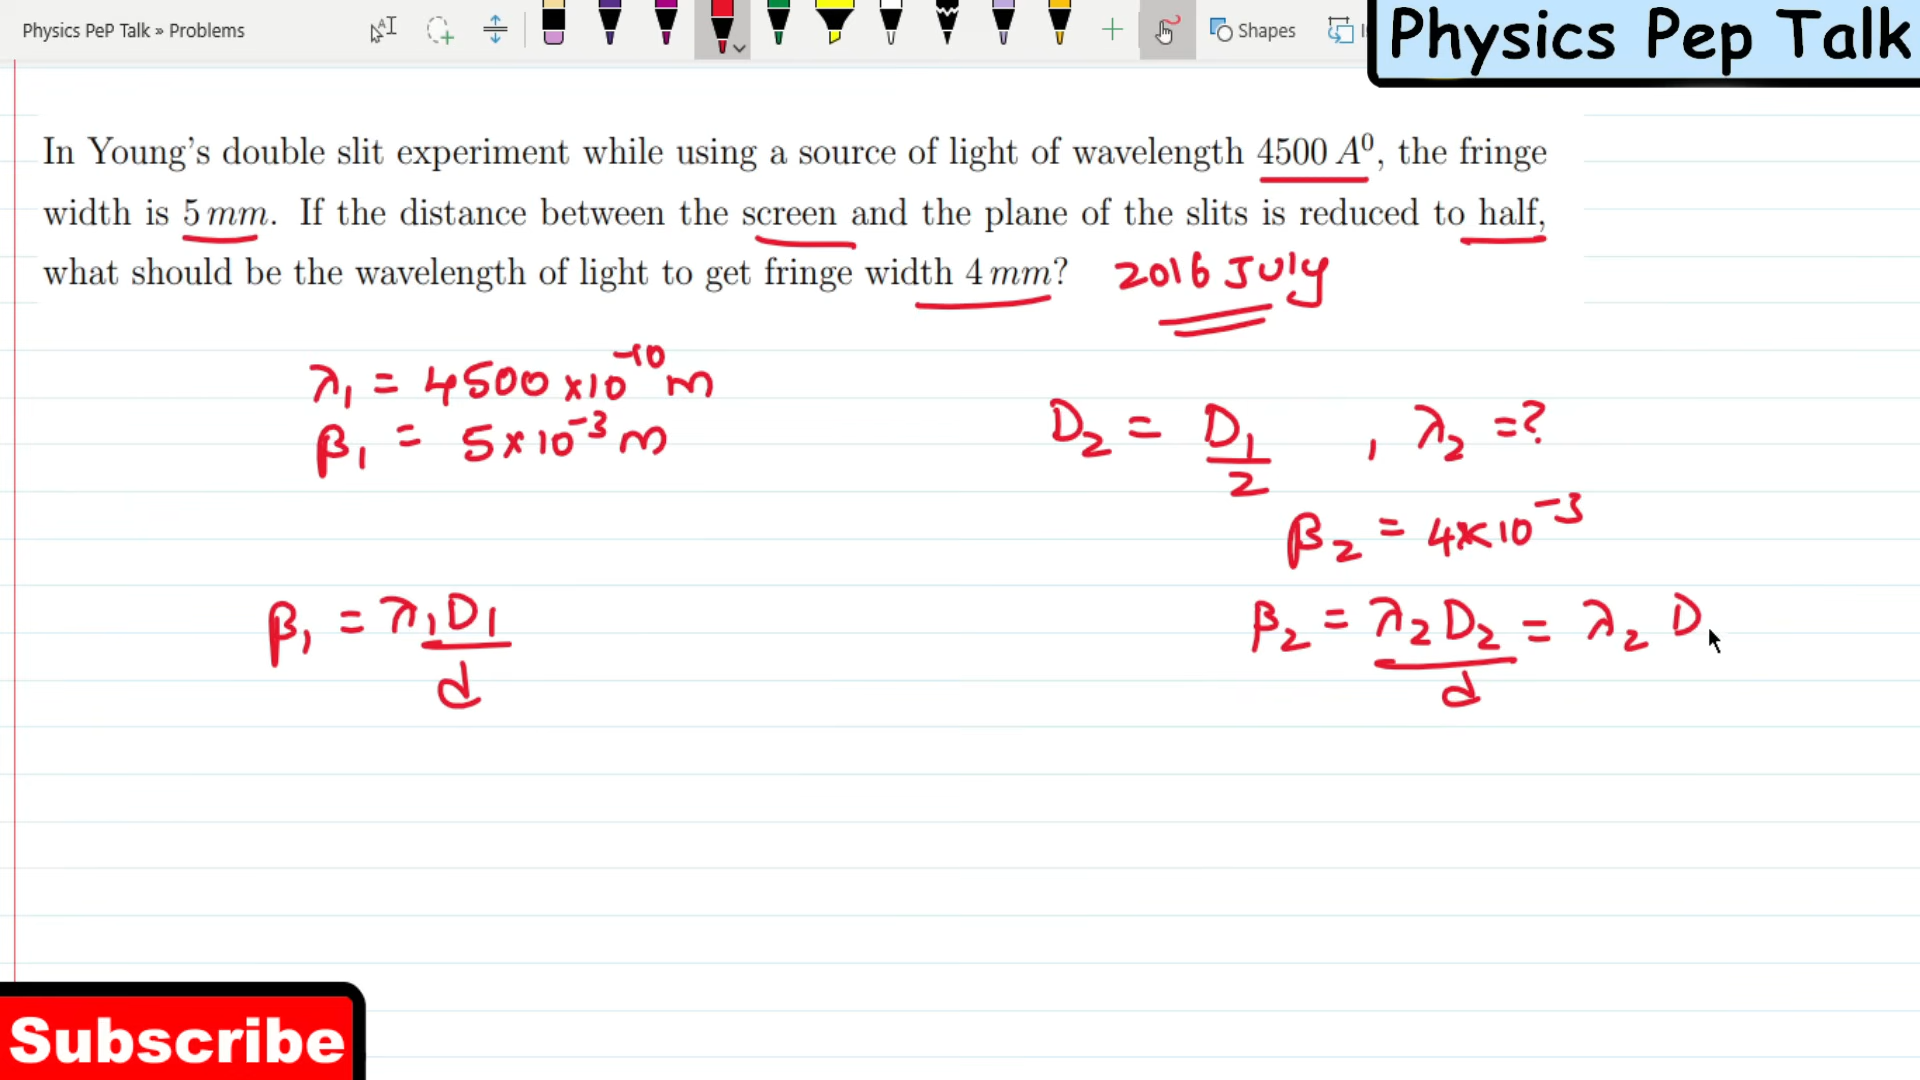 Physics PeP Talk » Problems
Shapes
Physics Pep Talk
In Young's double slit experiment while using a source of light of wavelength 4500 A⁰, the fringe
width is 5 mm. If the distance between the screen and the plane of the slits is reduced to half,
what should be the wavelength of light to get fringe width 4 mm? 2016 July
λ₁ = 4500 × 10⁻¹⁰ m
β₁ = 5 × 10⁻³ m
D₂ = D₁/2 , λ₂ = ?
β₂ = 4 × 10⁻³
β₁ = λ₁D₁/d
β₂ = λ₂D₂/d = λ₂ D
Subscribe